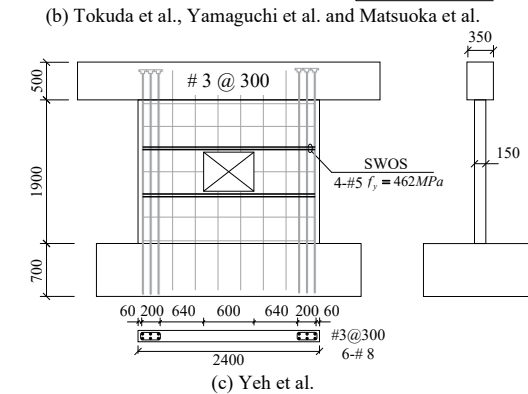 (b) Tokuda et al., Yamaguchi et al. and Matsuoka et al.
350
500
# 3 @ 300
150
SWOS
4-#5 fy = 462MPa
1900
700
60 200 640 600 640 200 60
#3@300
6-# 8
2400
(c) Yeh et al.